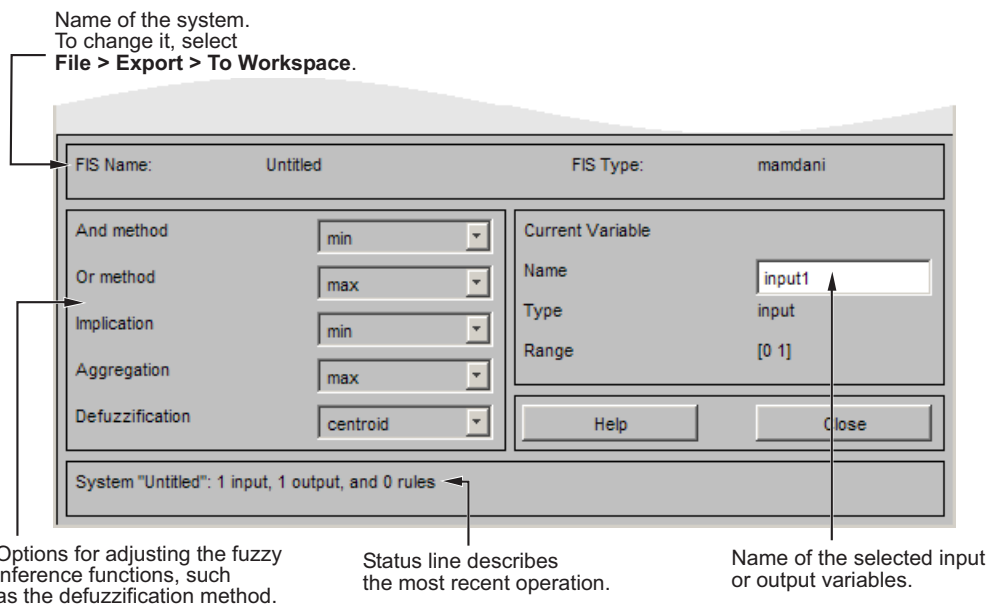 Name of the system.
To change it, select
File > Export > To Workspace.
FIS Name: Untitled FIS Type: mamdani
And method min
Or method max
Implication min
Aggregation max
Defuzzification centroid
Current Variable
Name input1
Type input
Range [0 1]
Help Close
System "Untitled": 1 input, 1 output, and 0 rules
Options for adjusting the fuzzy
inference functions, such
as the defuzzification method.
Status line describes
the most recent operation.
Name of the selected input
or output variables.